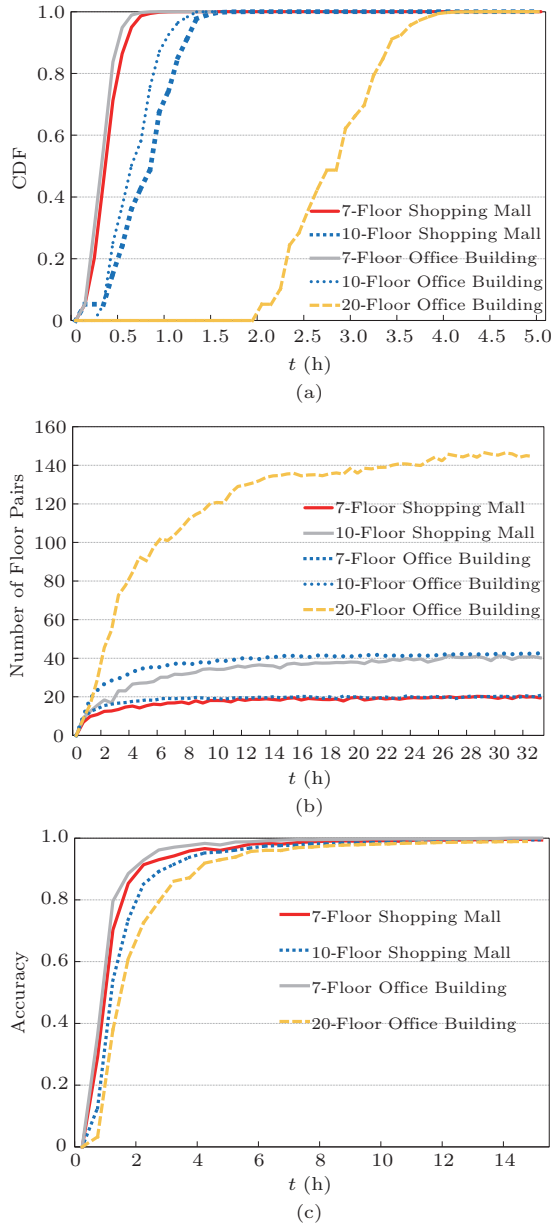 1.0
0.8
0.6
0.4
0.2
0
CDF
7-Floor Shopping Mall
10-Floor Shopping Mall
7-Floor Office Building
10-Floor Office Building
20-Floor Office Building
0 0.5 1.0 1.5 2.0 2.5 3.0 3.5 4.0 4.5 5.0
t (h)
(a)
160
140
120
100
80
60
40
20
0
Number of Floor Pairs
7-Floor Shopping Mall
10-Floor Shopping Mall
7-Floor Office Building
10-Floor Office Building
20-Floor Office Building
0 2 4 6 8 10 12 14 16 18 20 22 24 26 28 30 32
t (h)
(b)
1.0
0.8
0.6
0.4
0.2
0
Accuracy
7-Floor Shopping Mall
10-Floor Shopping Mall
7-Floor Office Building
20-Floor Office Building
0 2 4 6 8 10 12 14
t (h)
(c)